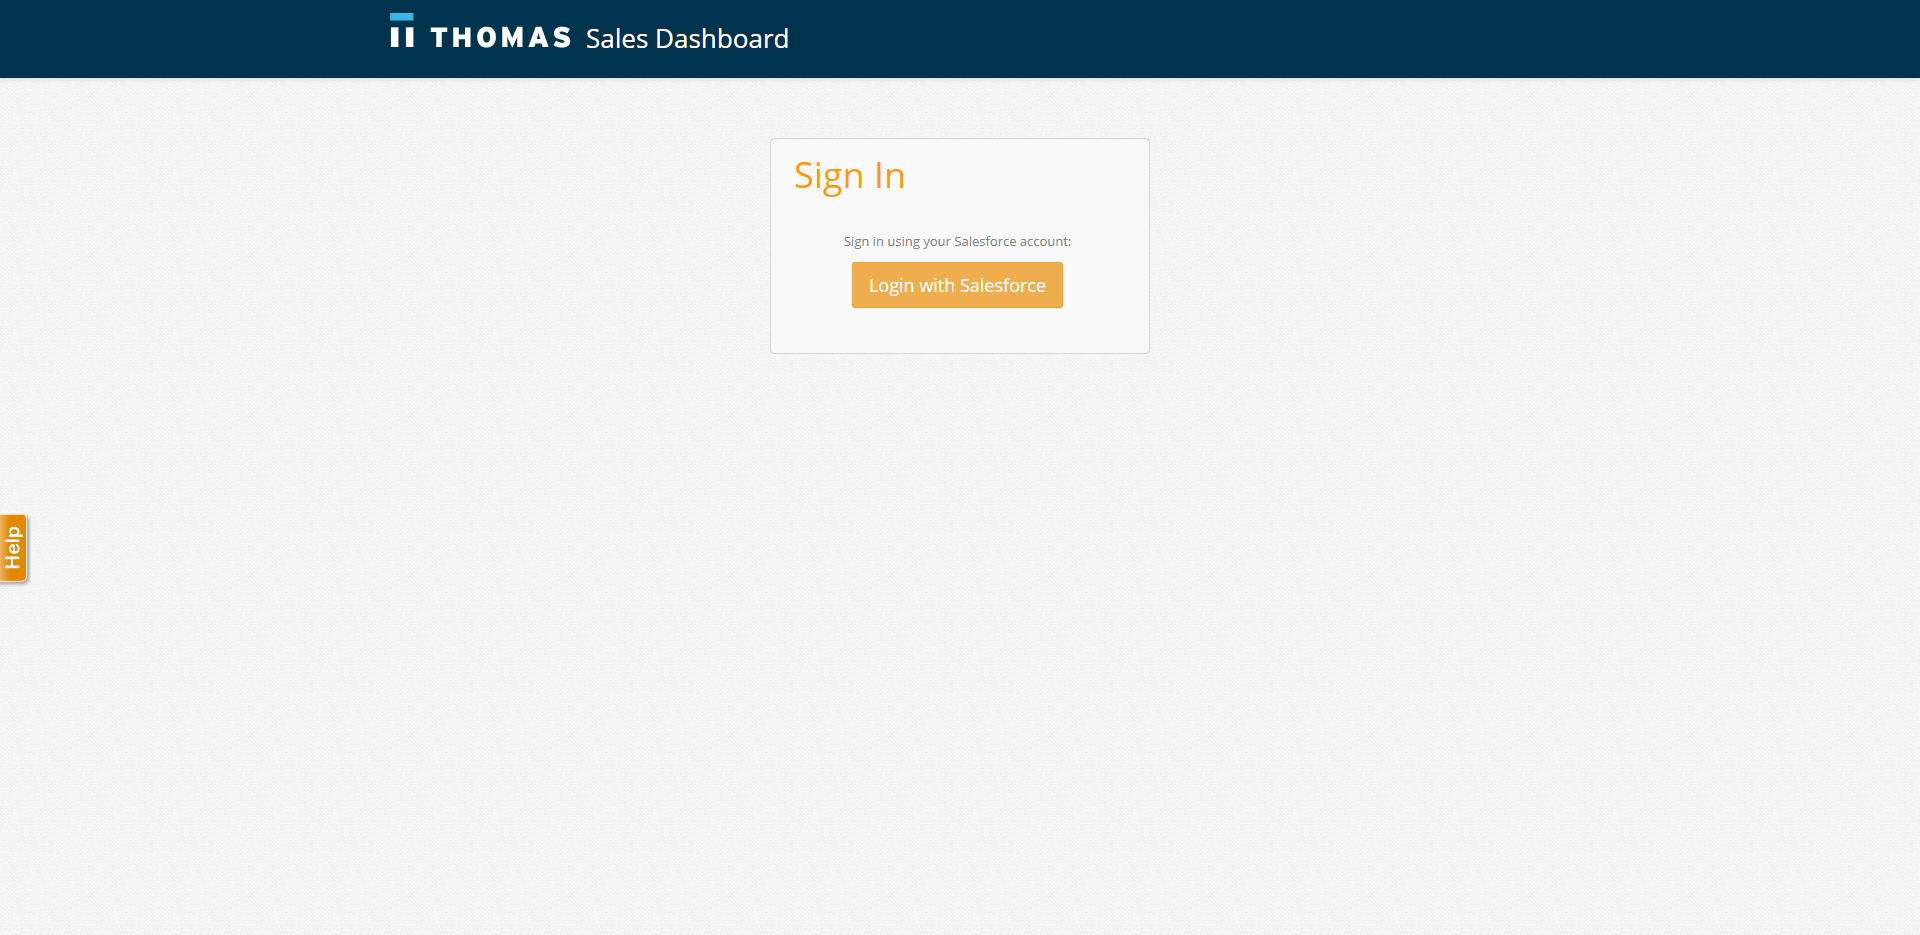 THOMAS Sales Dashboard
Sign In
Sign in using your Salesforce account:
Login with Salesforce
Help